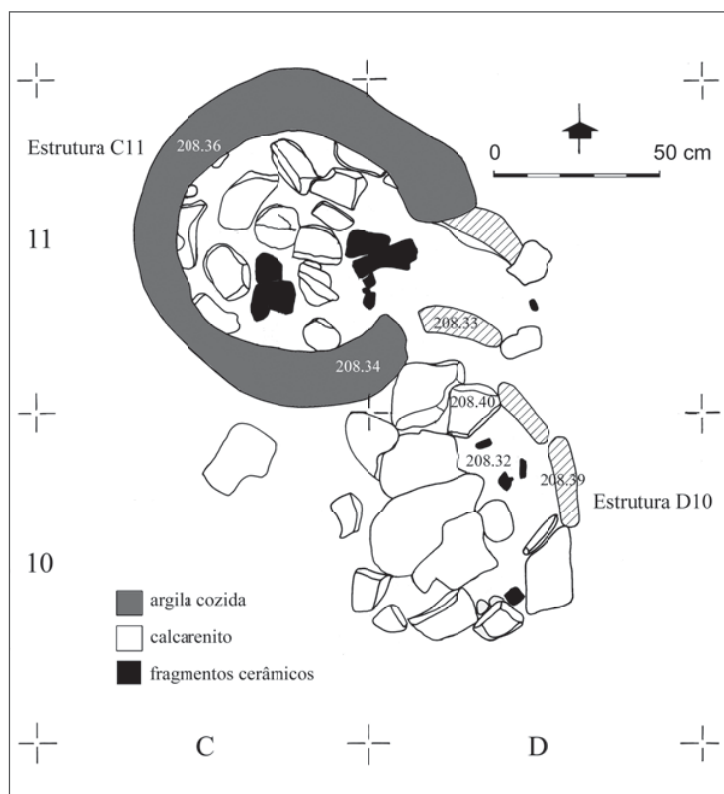 Estrutura C11
208.36
0
50 cm
11
208.33
208.34
208.40
208.32
208.39
Estrutura D10
10
argila cozida
calcarenito
fragmentos cerâmicos
C
D